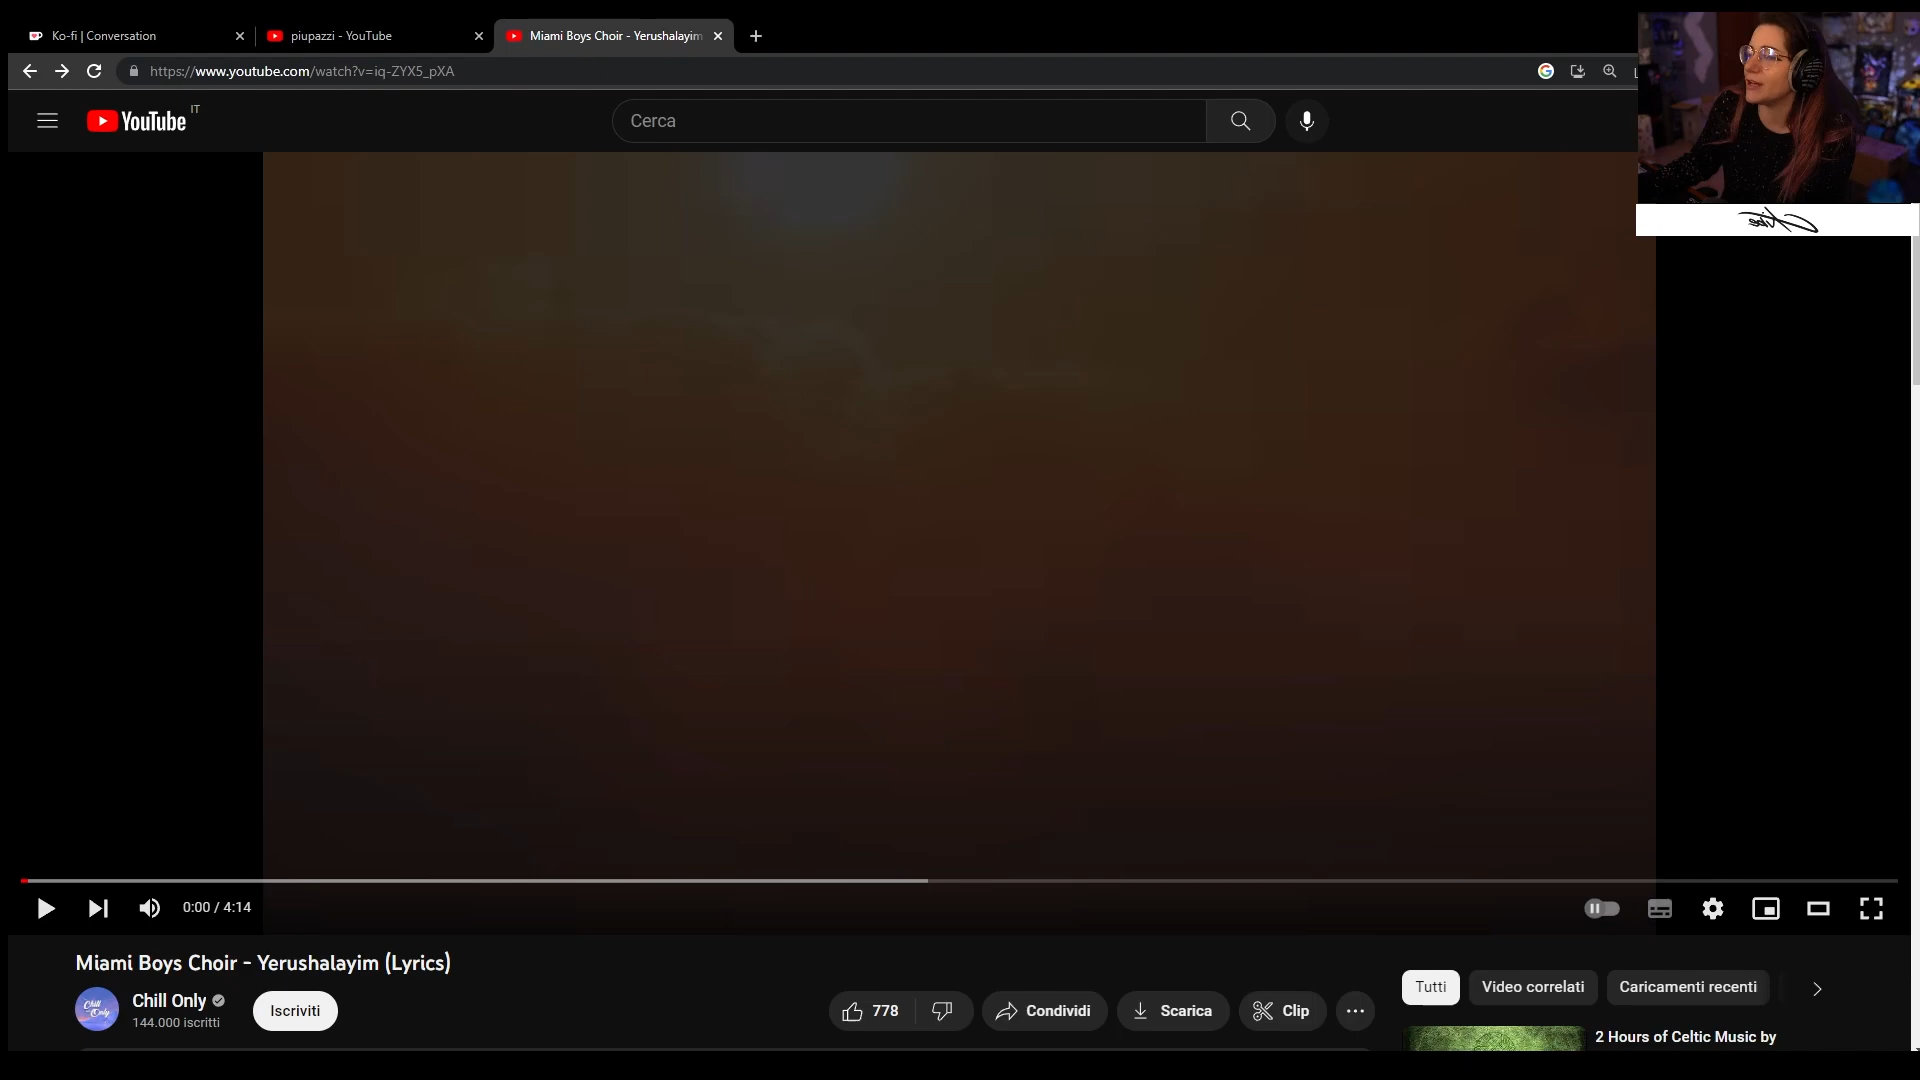 Ko-fi | Conversation
piupazzi - YouTube
Miami Boys Choir - Yerushalayim
https://www.youtube.com/watch?v=iq-ZYX5_pXA
YouTube IT
Cerca
0:00 / 4:14
Miami Boys Choir - Yerushalayim (Lyrics)
Chill Only
Chill Only
144.000 iscritti
Iscriviti
778
Condividi
Scarica
Clip
Tutti
Video correlati
Caricamenti recenti
2 Hours of Celtic Music by